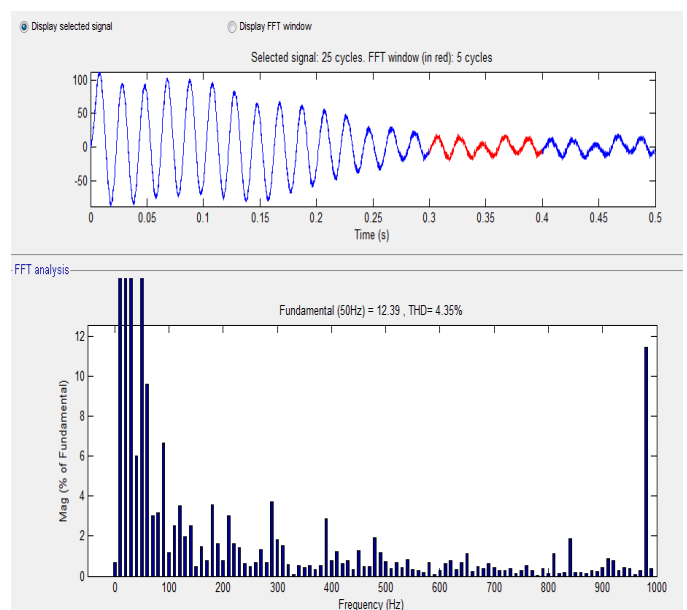 Display selected signal
Display FFT window
Selected signal: 25 cycles. FFT window (in red): 5 cycles
100
50
0
-50
0 0.05 0.1 0.15 0.2 0.25 0.3 0.35 0.4 0.45 0.5
Time (s)
FFT analysis
Fundamental (50Hz) = 12.39 , THD= 4.35%
Mag (% of Fundamental)
12
10
8
6
4
2
0
0 100 200 300 400 500 600 700 800 900 1000
Frequency (Hz)